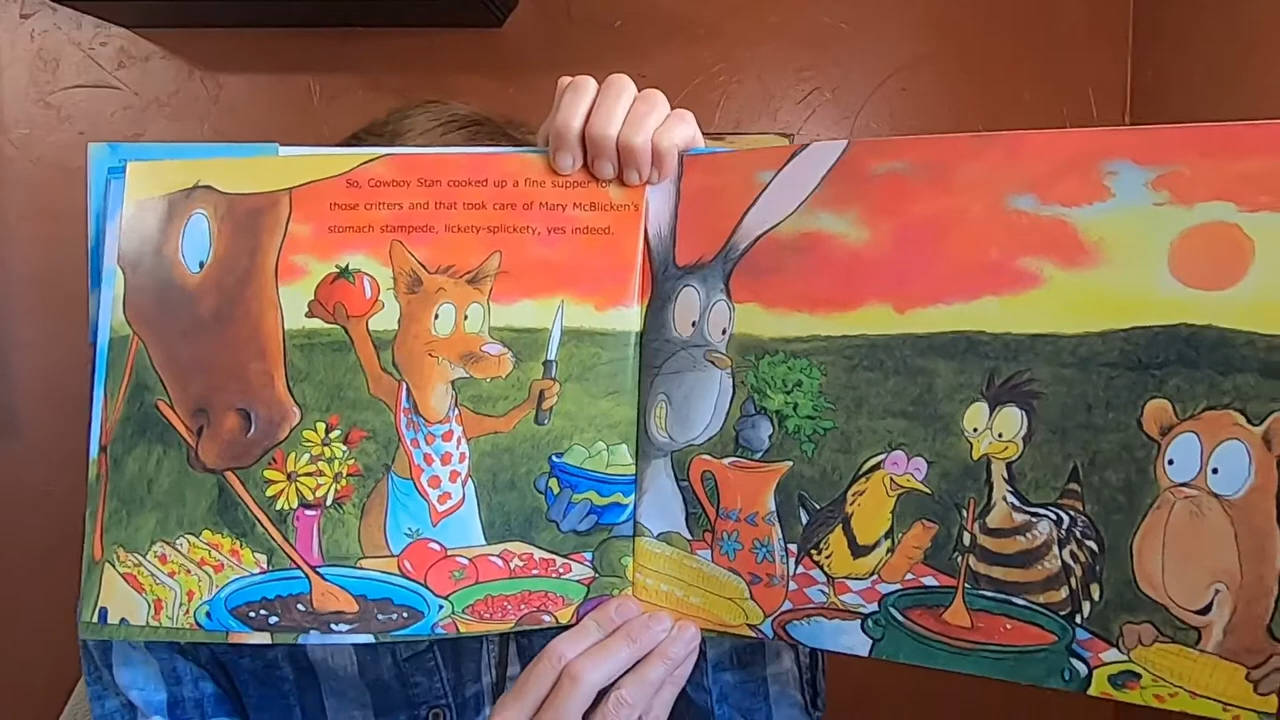 So, Cowboy Stan cooked up a fine supper for
those critters and that took care of Mary McBlicken's
stomach stampede, lickety-splickety, yes indeed.